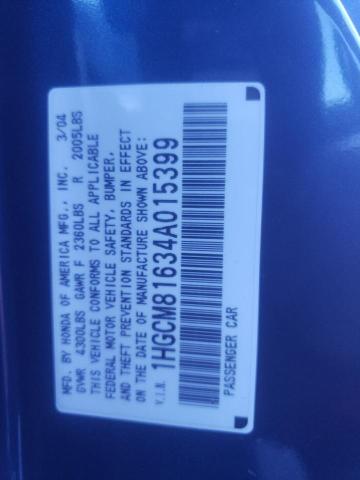 MFD. BY HONDA OF AMERICA MFG., INC. 3/04
GVWR 4300LBS GAWR F 2360LBS R 2005LBS
THIS VEHICLE CONFORMS TO ALL APPLICABLE
FEDERAL MOTOR VEHICLE SAFETY, BUMPER,
AND THEFT PREVENTION STANDARDS IN EFFECT
ON DATE OF MANUFACTURE SHOWN ABOVE:
V.I.N. 1HGCM81634A015399
PASSENGER CAR